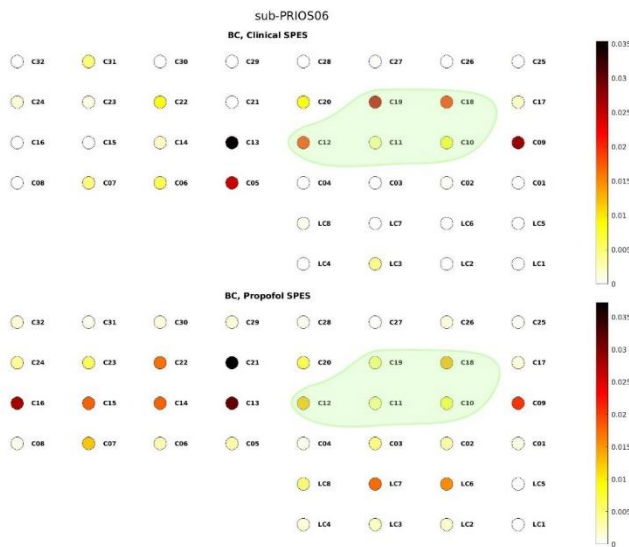 sub-PRIOS06
BC, Clinical SPES
C32 C31 C30 C29 C28 C27 C26 C25
C24 C23 C22 C21 C20 C19 C18 C17
C16 C15 C14 C13 C12 C11 C10 C09
C08 C07 C06 C05 C04 C03 C02 C01
LC8 LC7 LC6 LC5
LC4 LC3 LC2 LC1
0.035
0.03
0.025
0.02
0.015
0.01
0.005
0
BC, Propofol SPES
C32 C31 C30 C29 C28 C27 C26 C25
C24 C23 C22 C21 C20 C19 C18 C17
C16 C15 C14 C13 C12 C11 C10 C09
C08 C07 C06 C05 C04 C03 C02 C01
LC8 LC7 LC6 LC5
LC4 LC3 LC2 LC1
0.035
0.03
0.025
0.02
0.015
0.01
0.005
0